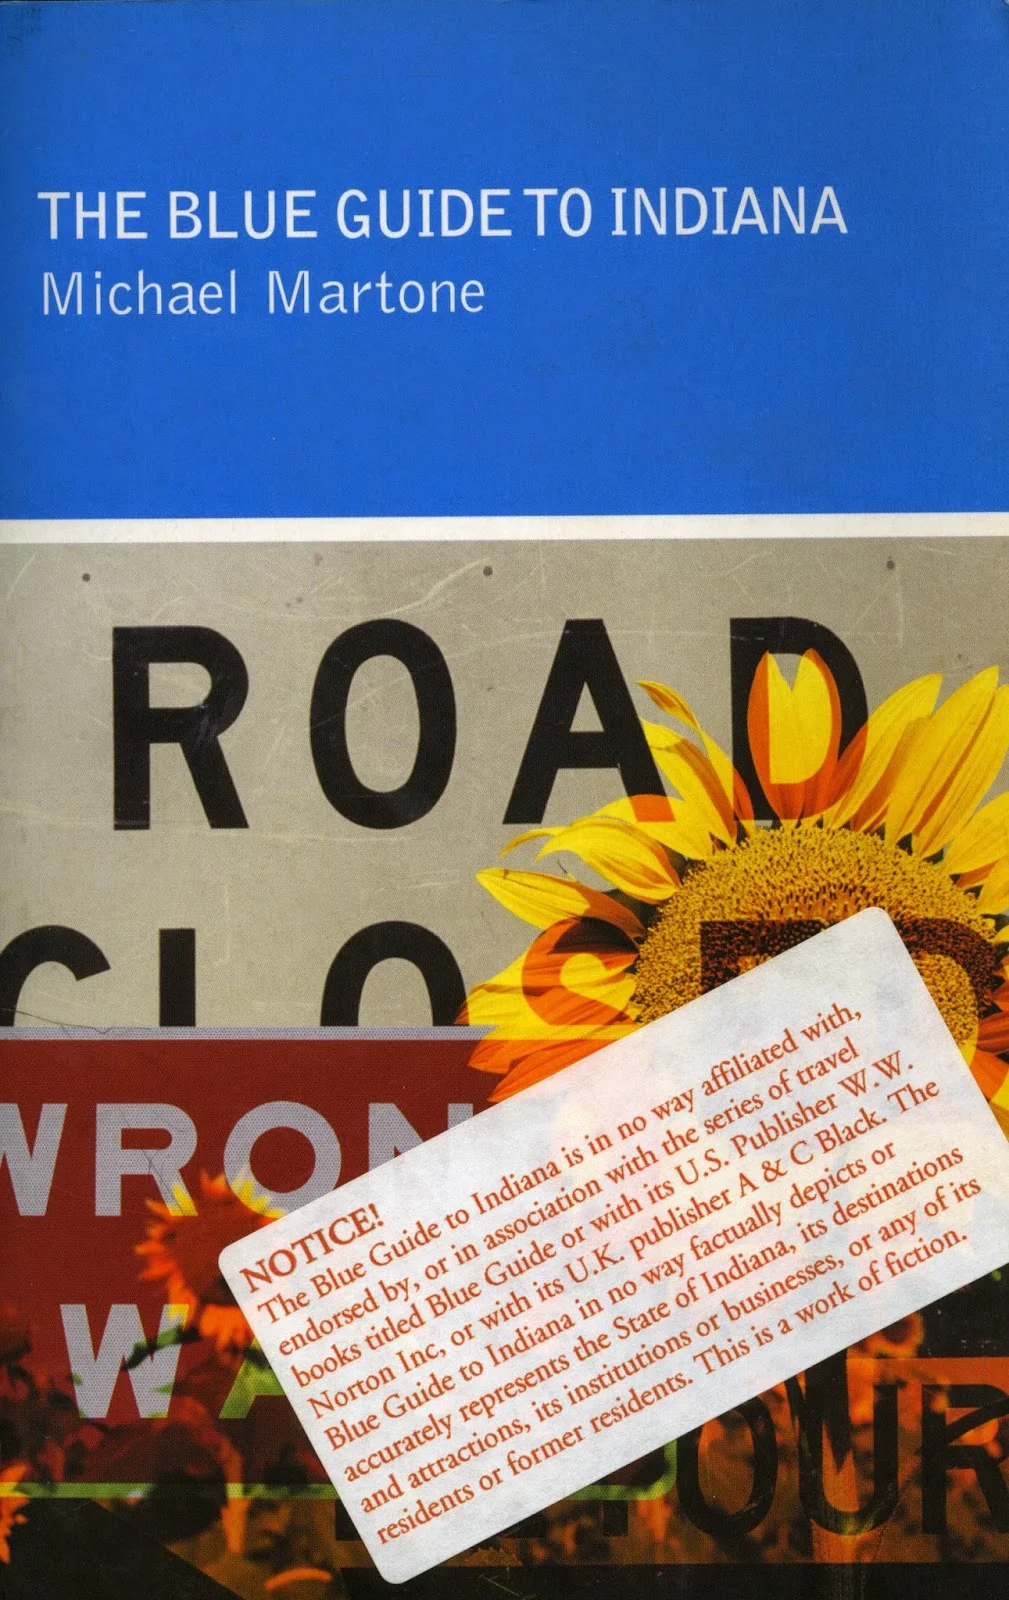 THE BLUE GUIDE TO INDIANA
Michael Martone
ROAD
CLOSED
WRON
WA
NOTICE!
The Blue Guide to Indiana is in no way affiliated with,
endorsed by, or in association with the series of travel
books titled Blue Guide or with its U.S. Publisher W.W.
Norton Inc, or with its U.K. publisher A & C Black. The
Blue Guide to Indiana in no way factually depicts or
accurately represents the State of Indiana, its destinations
and attractions, its institutions or businesses, or any of its
residents or former residents. This is a work of fiction.
TOUR